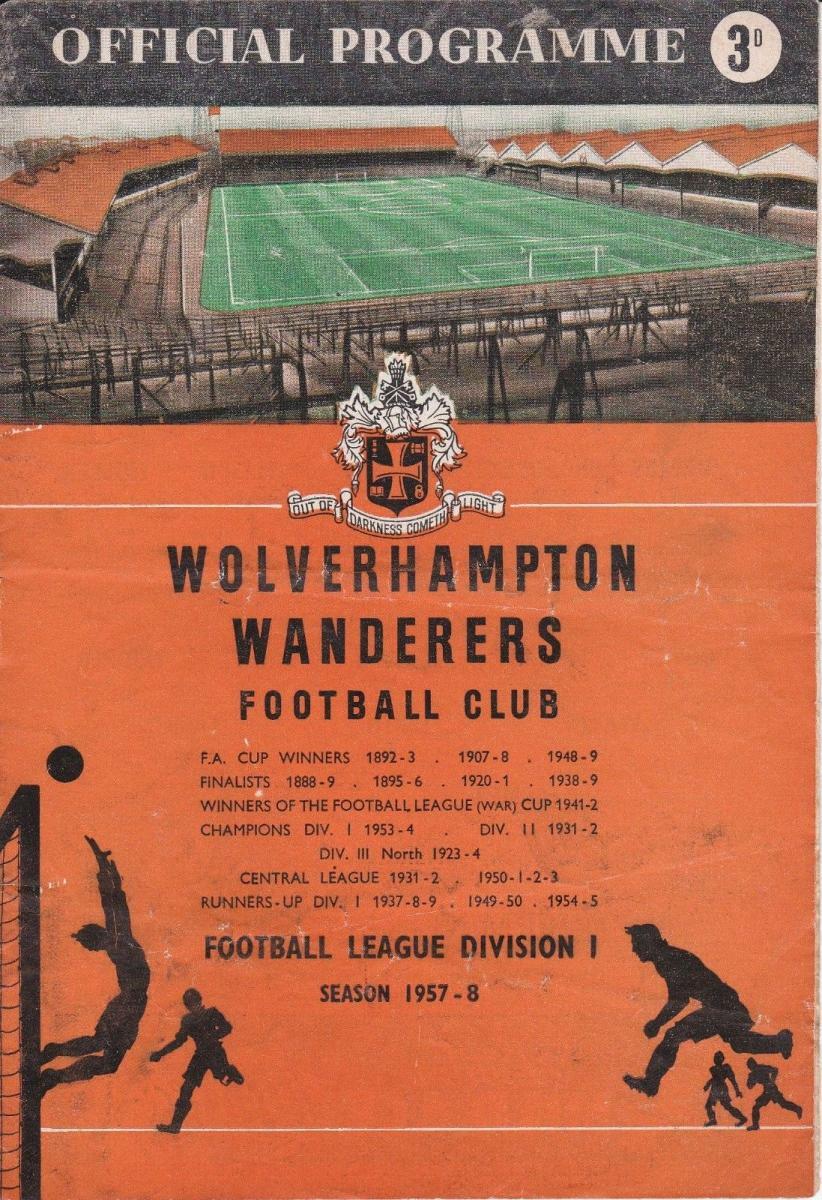 OFFICIAL PROGRAMME 3D
OUT OF DARKNESS COMETH LIGHT
WOLVERHAMPTON
WANDERERS
FOOTBALL CLUB
F.A. CUP WINNERS 1892-3 . 1907-8 . 1948-9
FINALISTS 1888-9 . 1895-6 . 1920-1 . 1938-9
WINNERS OF THE FOOTBALL LEAGUE (WAR) CUP 1941-2
CHAMPIONS DIV. I 1953-4 . DIV. II 1931-2
DIV. III North 1923-4
CENTRAL LEAGUE 1931-2 . 1950-1-2-3
RUNNERS-UP DIV. I 1937-8-9 . 1949-50 . 1954-5
FOOTBALL LEAGUE DIVISION I
SEASON 1957-8